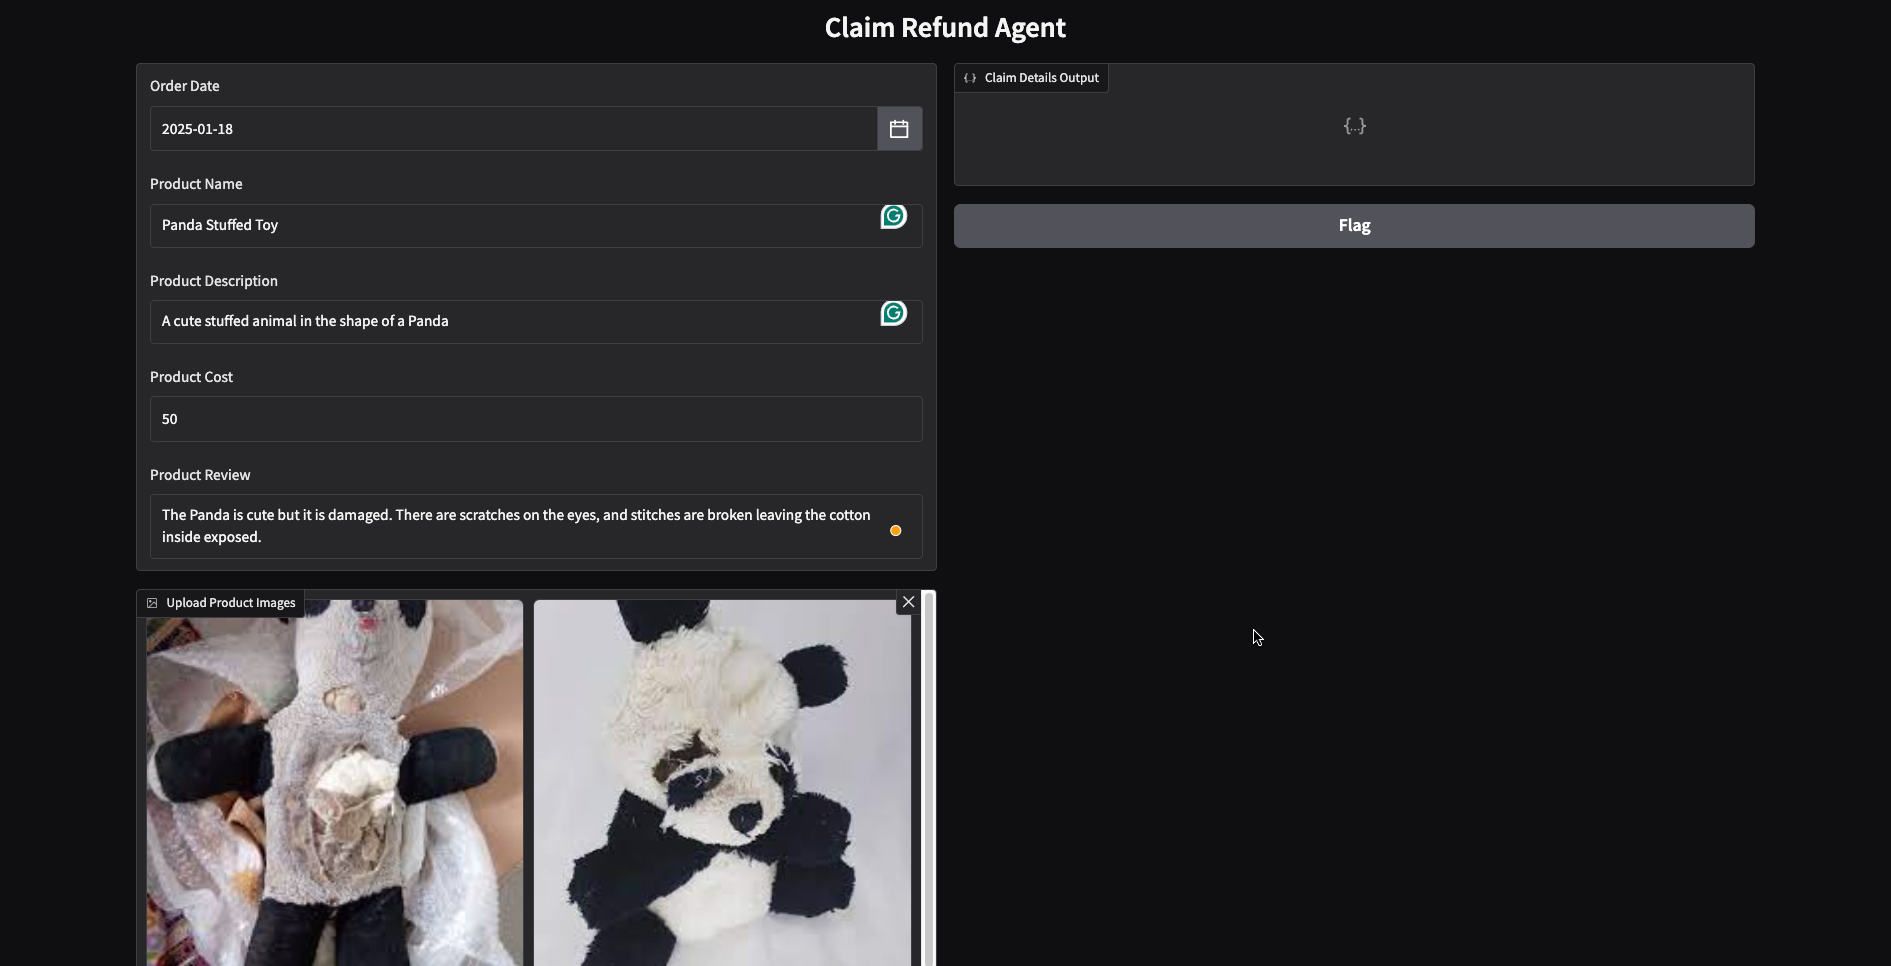 Claim Refund Agent
Order Date
2025-01-18
Product Name
Panda Stuffed Toy
Product Description
A cute stuffed animal in the shape of a Panda
Product Cost
50
Product Review
The Panda is cute but it is damaged. There are scratches on the eyes, and stitches are broken leaving the cotton
inside exposed.
Upload Product Images
{ } Claim Details Output
{...}
Flag